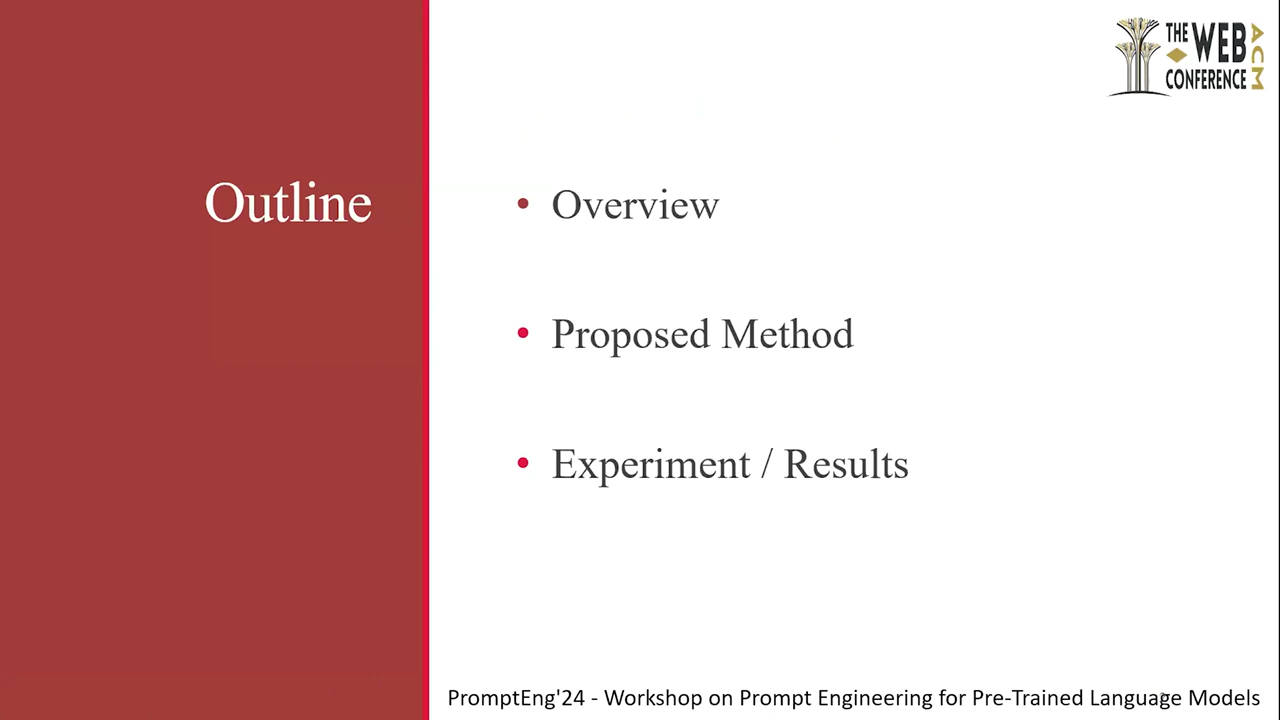 THE WEB
CONFERENCE
ACM
Outline
• Overview
• Proposed Method
• Experiment / Results
PromptEng'24 - Workshop on Prompt Engineering for Pre-Trained Language Models